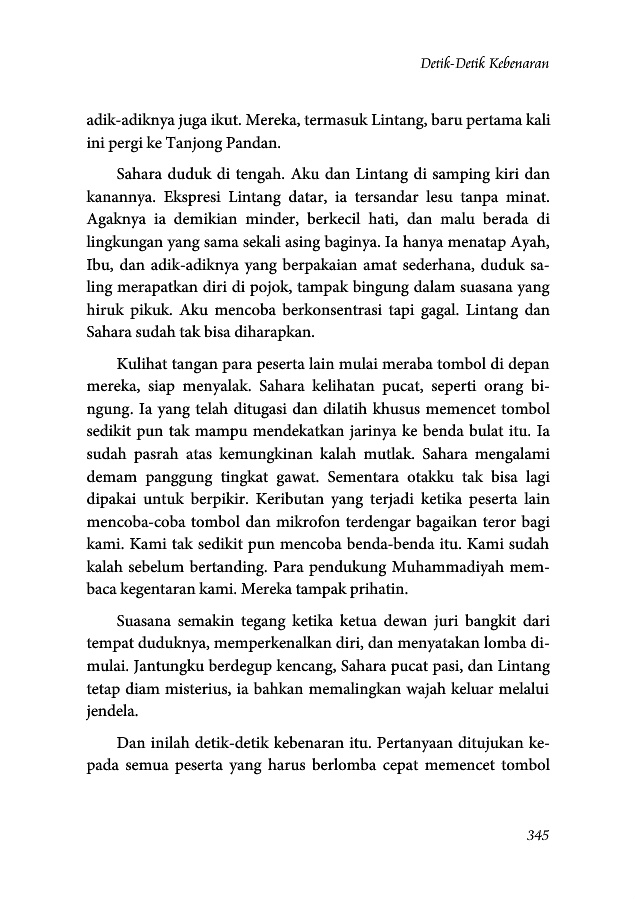 Detik-Detik Kebenaran
adik-adiknya juga ikut. Mereka, termasuk Lintang, baru pertama kali
ini pergi ke Tanjong Pandan.
Sahara duduk di tengah. Aku dan Lintang di samping kiri dan
kanannya. Ekspresi Lintang datar, ia tersandar lesu tanpa minat.
Agaknya ia demikian minder, berkecil hati, dan malu berada di
lingkungan yang sama sekali asing baginya. Ia hanya menatap Ayah,
Ibu, dan adik-adiknya yang berpakaian amat sederhana, duduk sa-
ling merapatkan diri di pojok, tampak bingung dalam suasana yang
hiruk pikuk. Aku mencoba berkonsentrasi tapi gagal. Lintang dan
Sahara sudah tak bisa diharapkan.
Kulihat tangan para peserta lain mulai meraba tombol di depan
mereka, siap menyalak. Sahara kelihatan pucat, seperti orang bi-
ngung. Ia yang telah ditugasi dan dilatih khusus memencet tombol
sedikit pun tak mampu mendekatkan jarinya ke benda bulat itu. Ia
sudah pasrah atas kemungkinan kalah mutlak. Sahara mengalami
demam panggung tingkat gawat. Sementara otakku tak bisa lagi
dipakai untuk berpikir. Keributan yang terjadi ketika peserta lain
mencoba-coba tombol dan mikrofon terdengar bagaikan teror bagi
kami. Kami tak sedikit pun mencoba benda-benda itu. Kami sudah
kalah sebelum bertanding. Para pendukung Muhammadiyah mem-
baca kegentaran kami. Mereka tampak prihatin.
Suasana semakin tegang ketika ketua dewan juri bangkit dari
tempat duduknya, memperkenalkan diri, dan menyatakan lomba di-
mulai. Jantungku berdegup kencang, Sahara pucat pasi, dan Lintang
tetap diam misterius, ia bahkan memalingkan wajah keluar melalui
jendela.
Dan inilah detik-detik kebenaran itu. Pertanyaan ditujukan ke-
pada semua peserta yang harus berlomba cepat memencet tombol
345